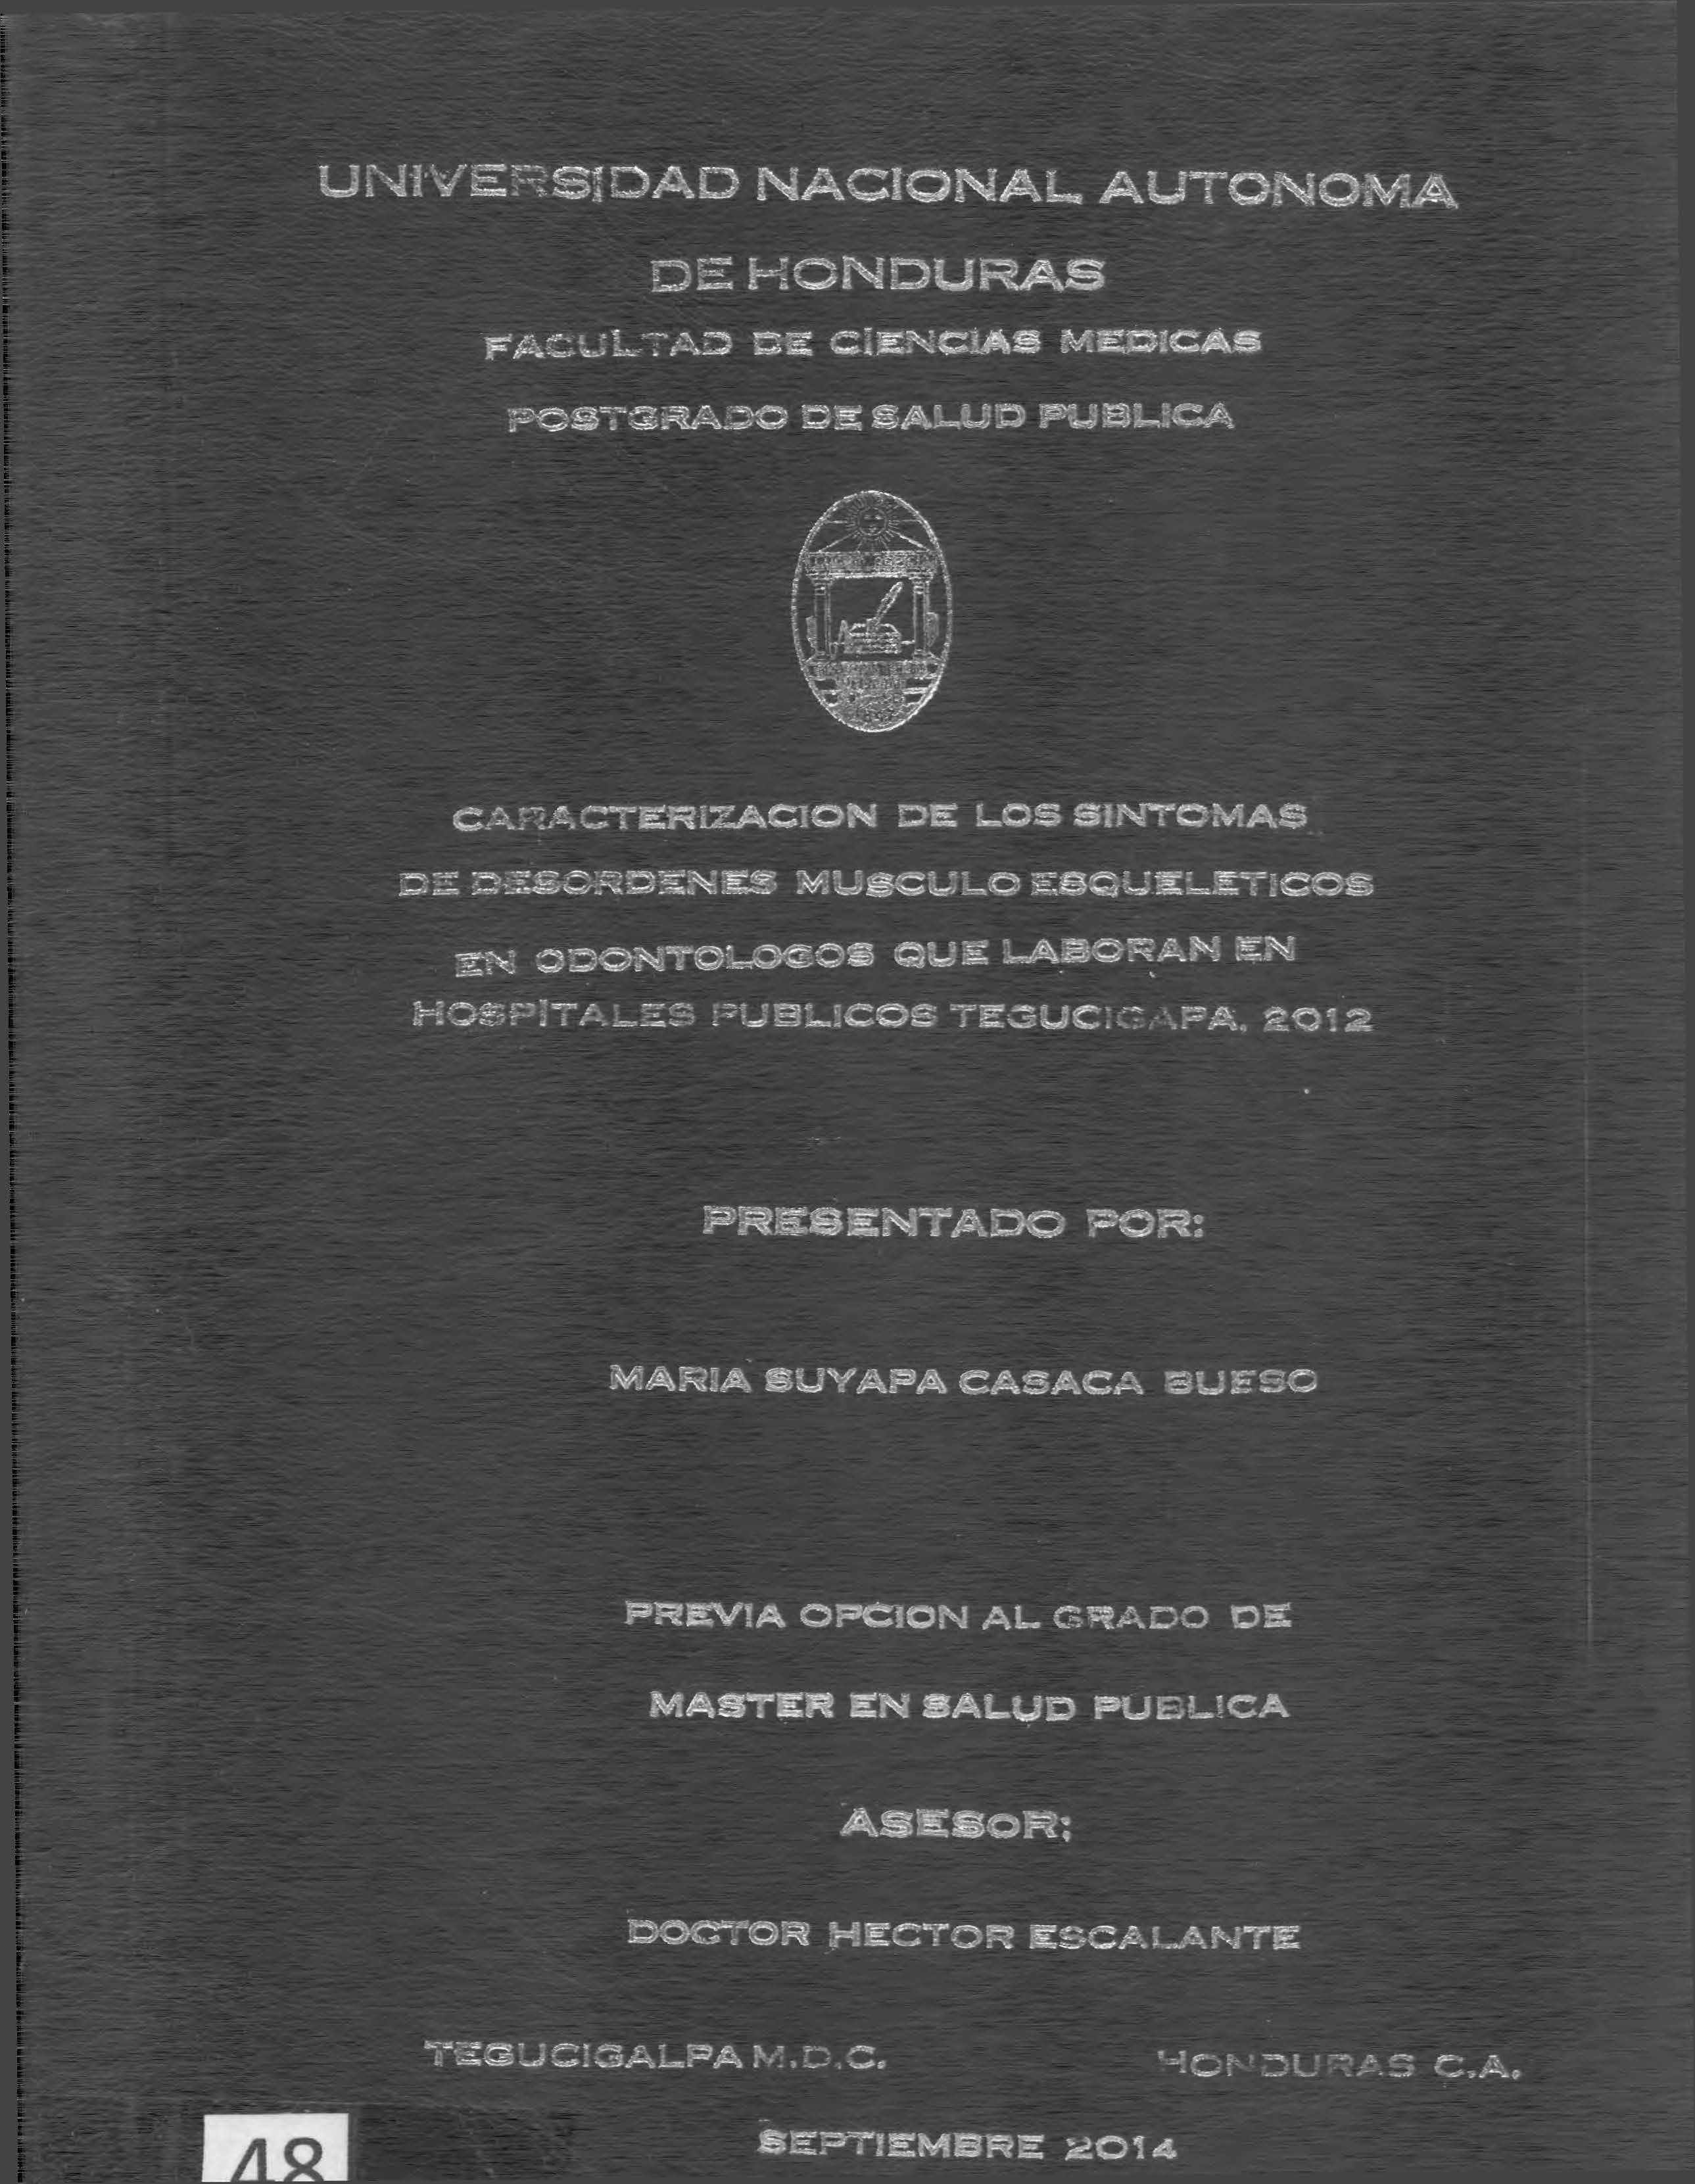 UNIVERSIDAD NACIONAL AUTONOMA
DE HONDURAS
FACULTAD DE CIENCIAS MEDICAS
POSTGRADO DE SALUD PUBLICA
CARACTERIZACION DE LOS SINTOMAS
DE DESORDENES MUSCULO ESQUELETICOS
EN ODONTOLOGOS QUE LABORAN EN
HOSPITALES PUBLICOS TEGUCIGAPA, 2012
PRESENTADO POR:
MARIA SUYAPA CASACA BUESO
PREVIA OPCION AL GRADO DE
MASTER EN SALUD PUBLICA
ASESOR:
DOCTOR HECTOR ESCALANTE
TEGUCIGALPA M.D.C. HONDURAS C.A.
SEPTIEMBRE 2014
48